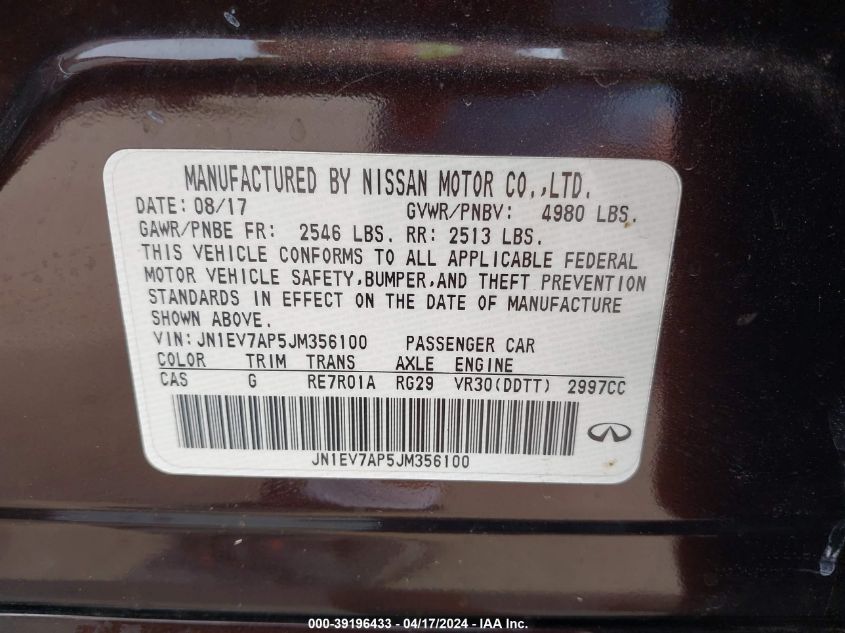 MANUFACTURED BY NISSAN MOTOR CO.,LTD.
DATE: 08/17 GVWR/PNBV: 4980 LBS.
GAWR/PNBE FR: 2546 LBS. RR: 2513 LBS.
THIS VEHICLE CONFORMS TO ALL APPLICABLE FEDERAL
MOTOR VEHICLE SAFETY,BUMPER,AND THEFT PREVENTION
STANDARDS IN EFFECT ON THE DATE OF MANUFACTURE
SHOWN ABOVE.
VIN:JN1EV7AP5JM356100 PASSENGER CAR
COLOR TRIM TRANS AXLE ENGINE
CAS G RE7R01A RG29 VR30(DDTT) 2997CC
JN1EV7AP5JM356100
000-39196433 - 04/17/2024 - IAA Inc.